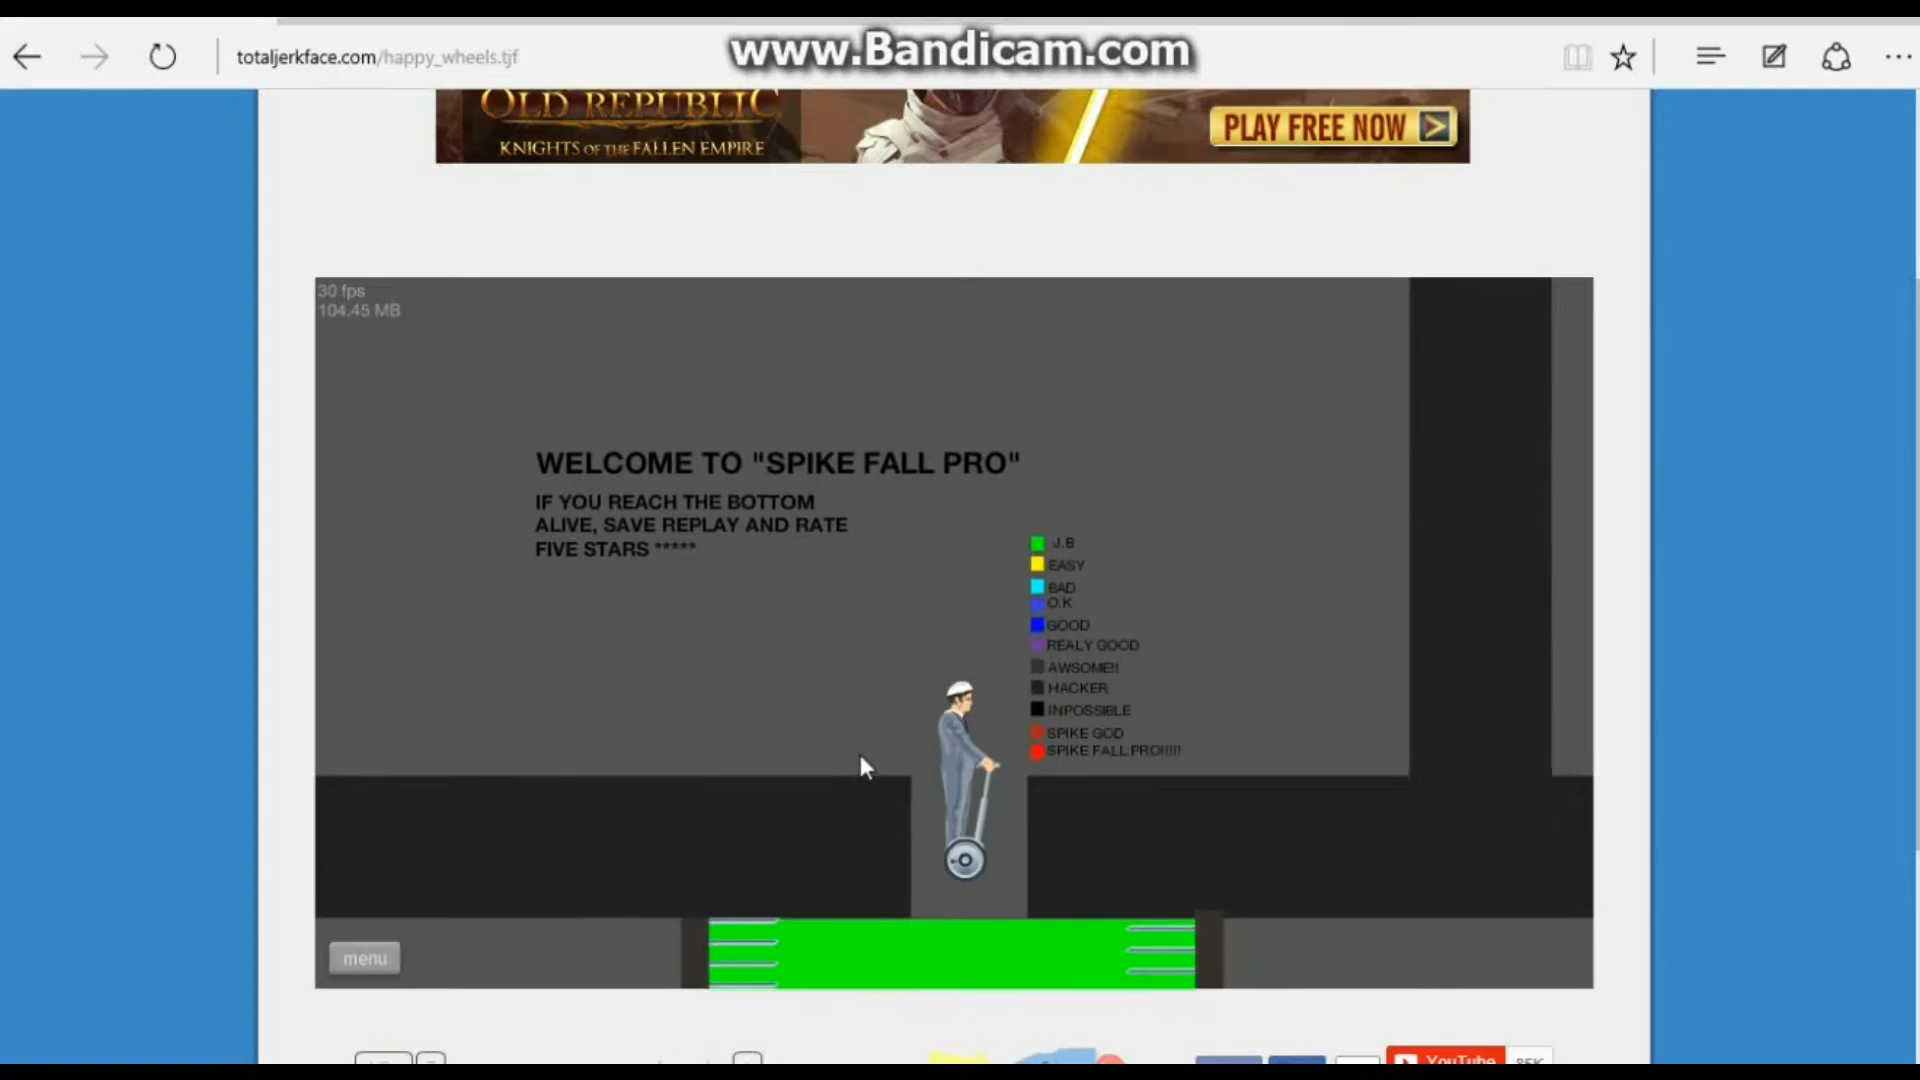 www.Bandicam.com
totaljerkface.com/happy_wheels.tjf
OLD REPUBLIC
KNIGHTS OF THE FALLEN EMPIRE
PLAY FREE NOW
30 fps
104.45 MB
WELCOME TO "SPIKE FALL PRO"
IF YOU REACH THE BOTTOM
ALIVE, SAVE REPLAY AND RATE
FIVE STARS *****
J.B
EASY
BAD
O.K
GOOD
REALY GOOD
AWSOME!!
HACKER
INPOSSIBLE
SPIKE GOD
SPIKE FALL PRO!!!!!
menu
YouTube
85K